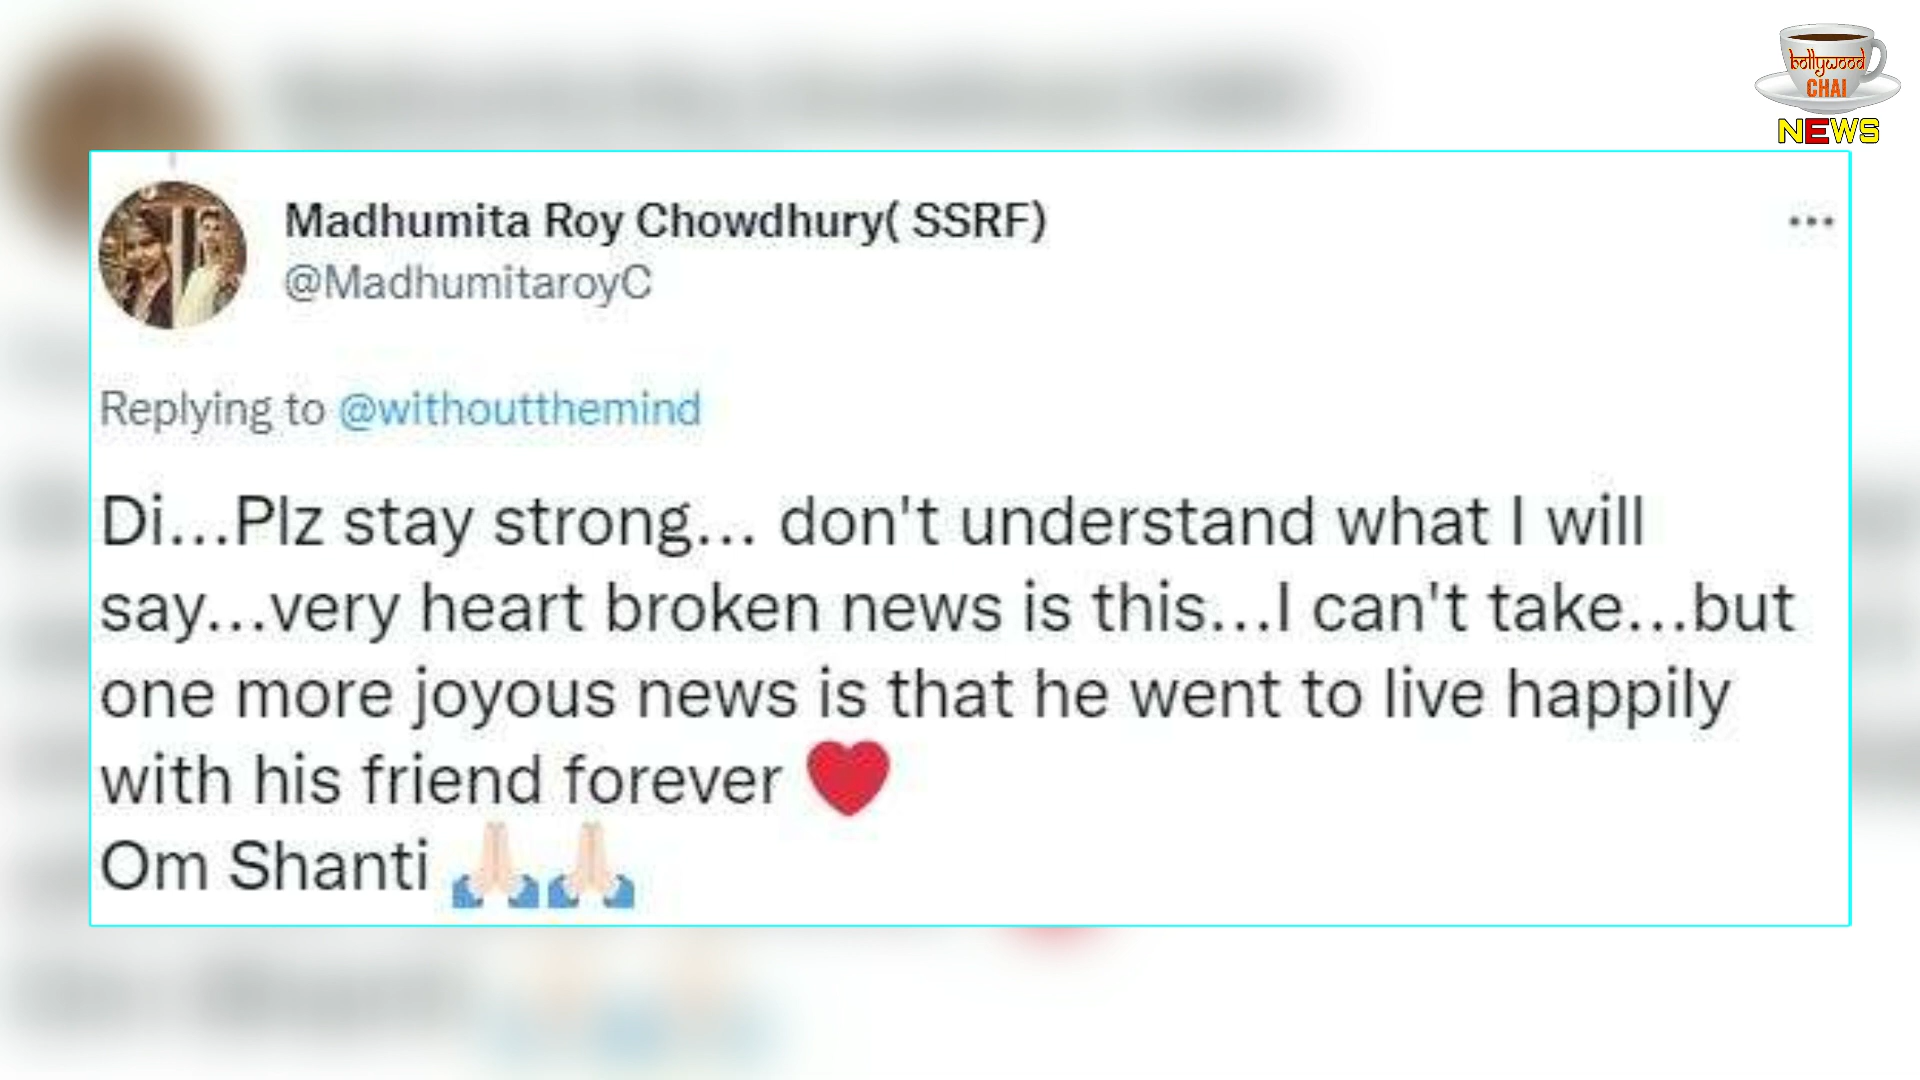 bollywood
CHAI
NEWS
Madhumita Roy Chowdhury( SSRF)
@MadhumitaroyC
Replying to @withoutthemind
Di...Plz stay strong... don't understand what I will
say...very heart broken news is this...I can't take...but
one more joyous news is that he went to live happily
with his friend forever ❤️
Om Shanti 🙏🏻🙏🏻